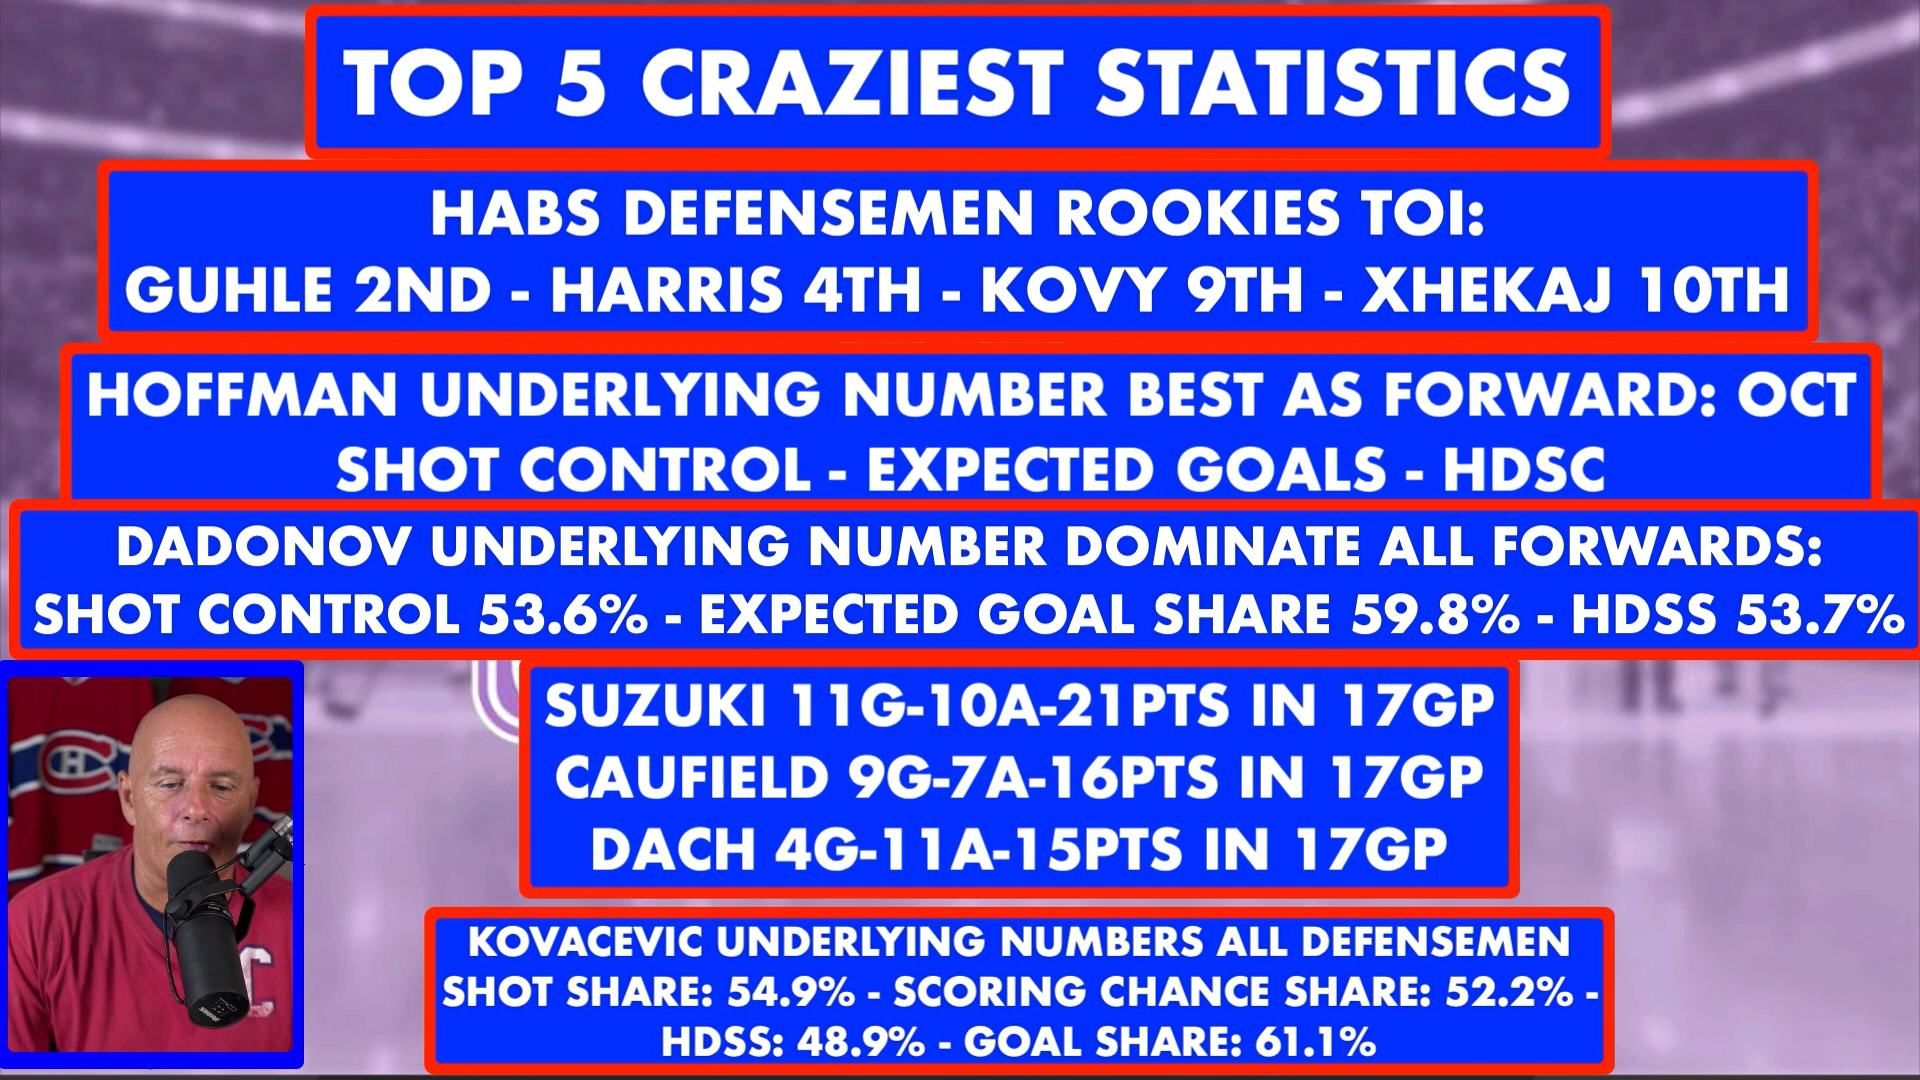 TOP 5 CRAZIEST STATISTICS
HABS DEFENSEMEN ROOKIES TOI:
GUHLE 2ND - HARRIS 4TH - KOVY 9TH - XHEKAJ 10TH
HOFFMAN UNDERLYING NUMBER BEST AS FORWARD: OCT
SHOT CONTROL - EXPECTED GOALS - HDSC
DADONOV UNDERLYING NUMBER DOMINATE ALL FORWARDS:
SHOT CONTROL 53.6% - EXPECTED GOAL SHARE 59.8% - HDSS 53.7%
SUZUKI 11G-10A-21PTS IN 17GP
CAUFIELD 9G-7A-16PTS IN 17GP
DACH 4G-11A-15PTS IN 17GP
KOVACEVIC UNDERLYING NUMBERS ALL DEFENSEMEN
SHOT SHARE: 54.9% - SCORING CHANCE SHARE: 52.2% -
HDSS: 48.9% - GOAL SHARE: 61.1%